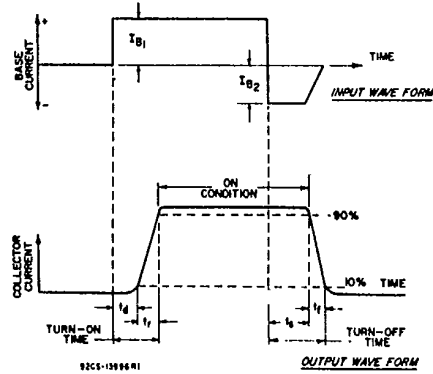 +
BASE
CURRENT
−
I_B1
I_B2
TIME
INPUT WAVE FORM
ON
CONDITION
90%
10%
TIME
COLLECTOR
CURRENT
t_d
t_r
t_s
t_f
TURN-ON
TIME
TURN-OFF
TIME
92CS-13996R1
OUTPUT WAVE FORM